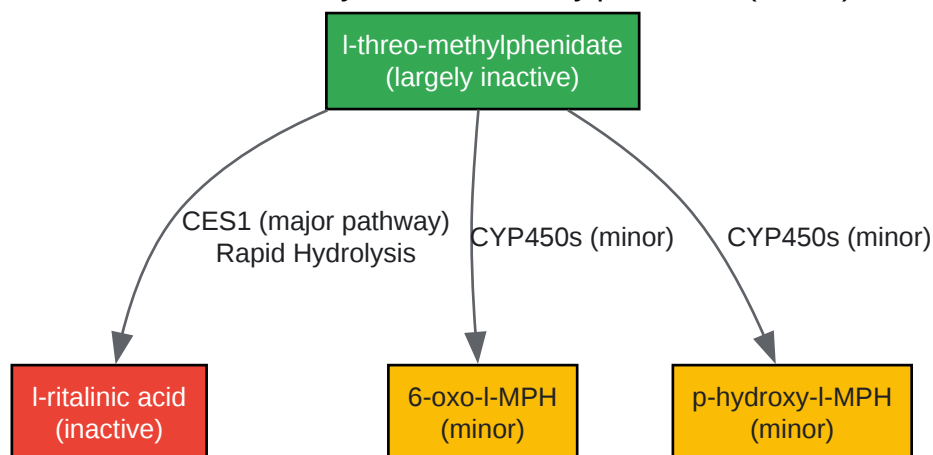 l-threo-methylphenidate
(largely inactive)
CES1 (major pathway)
Rapid Hydrolysis
CYP450s (minor)
CYP450s (minor)
l-ritalinic acid
(inactive)
6-oxo-l-MPH
(minor)
p-hydroxy-l-MPH
(minor)